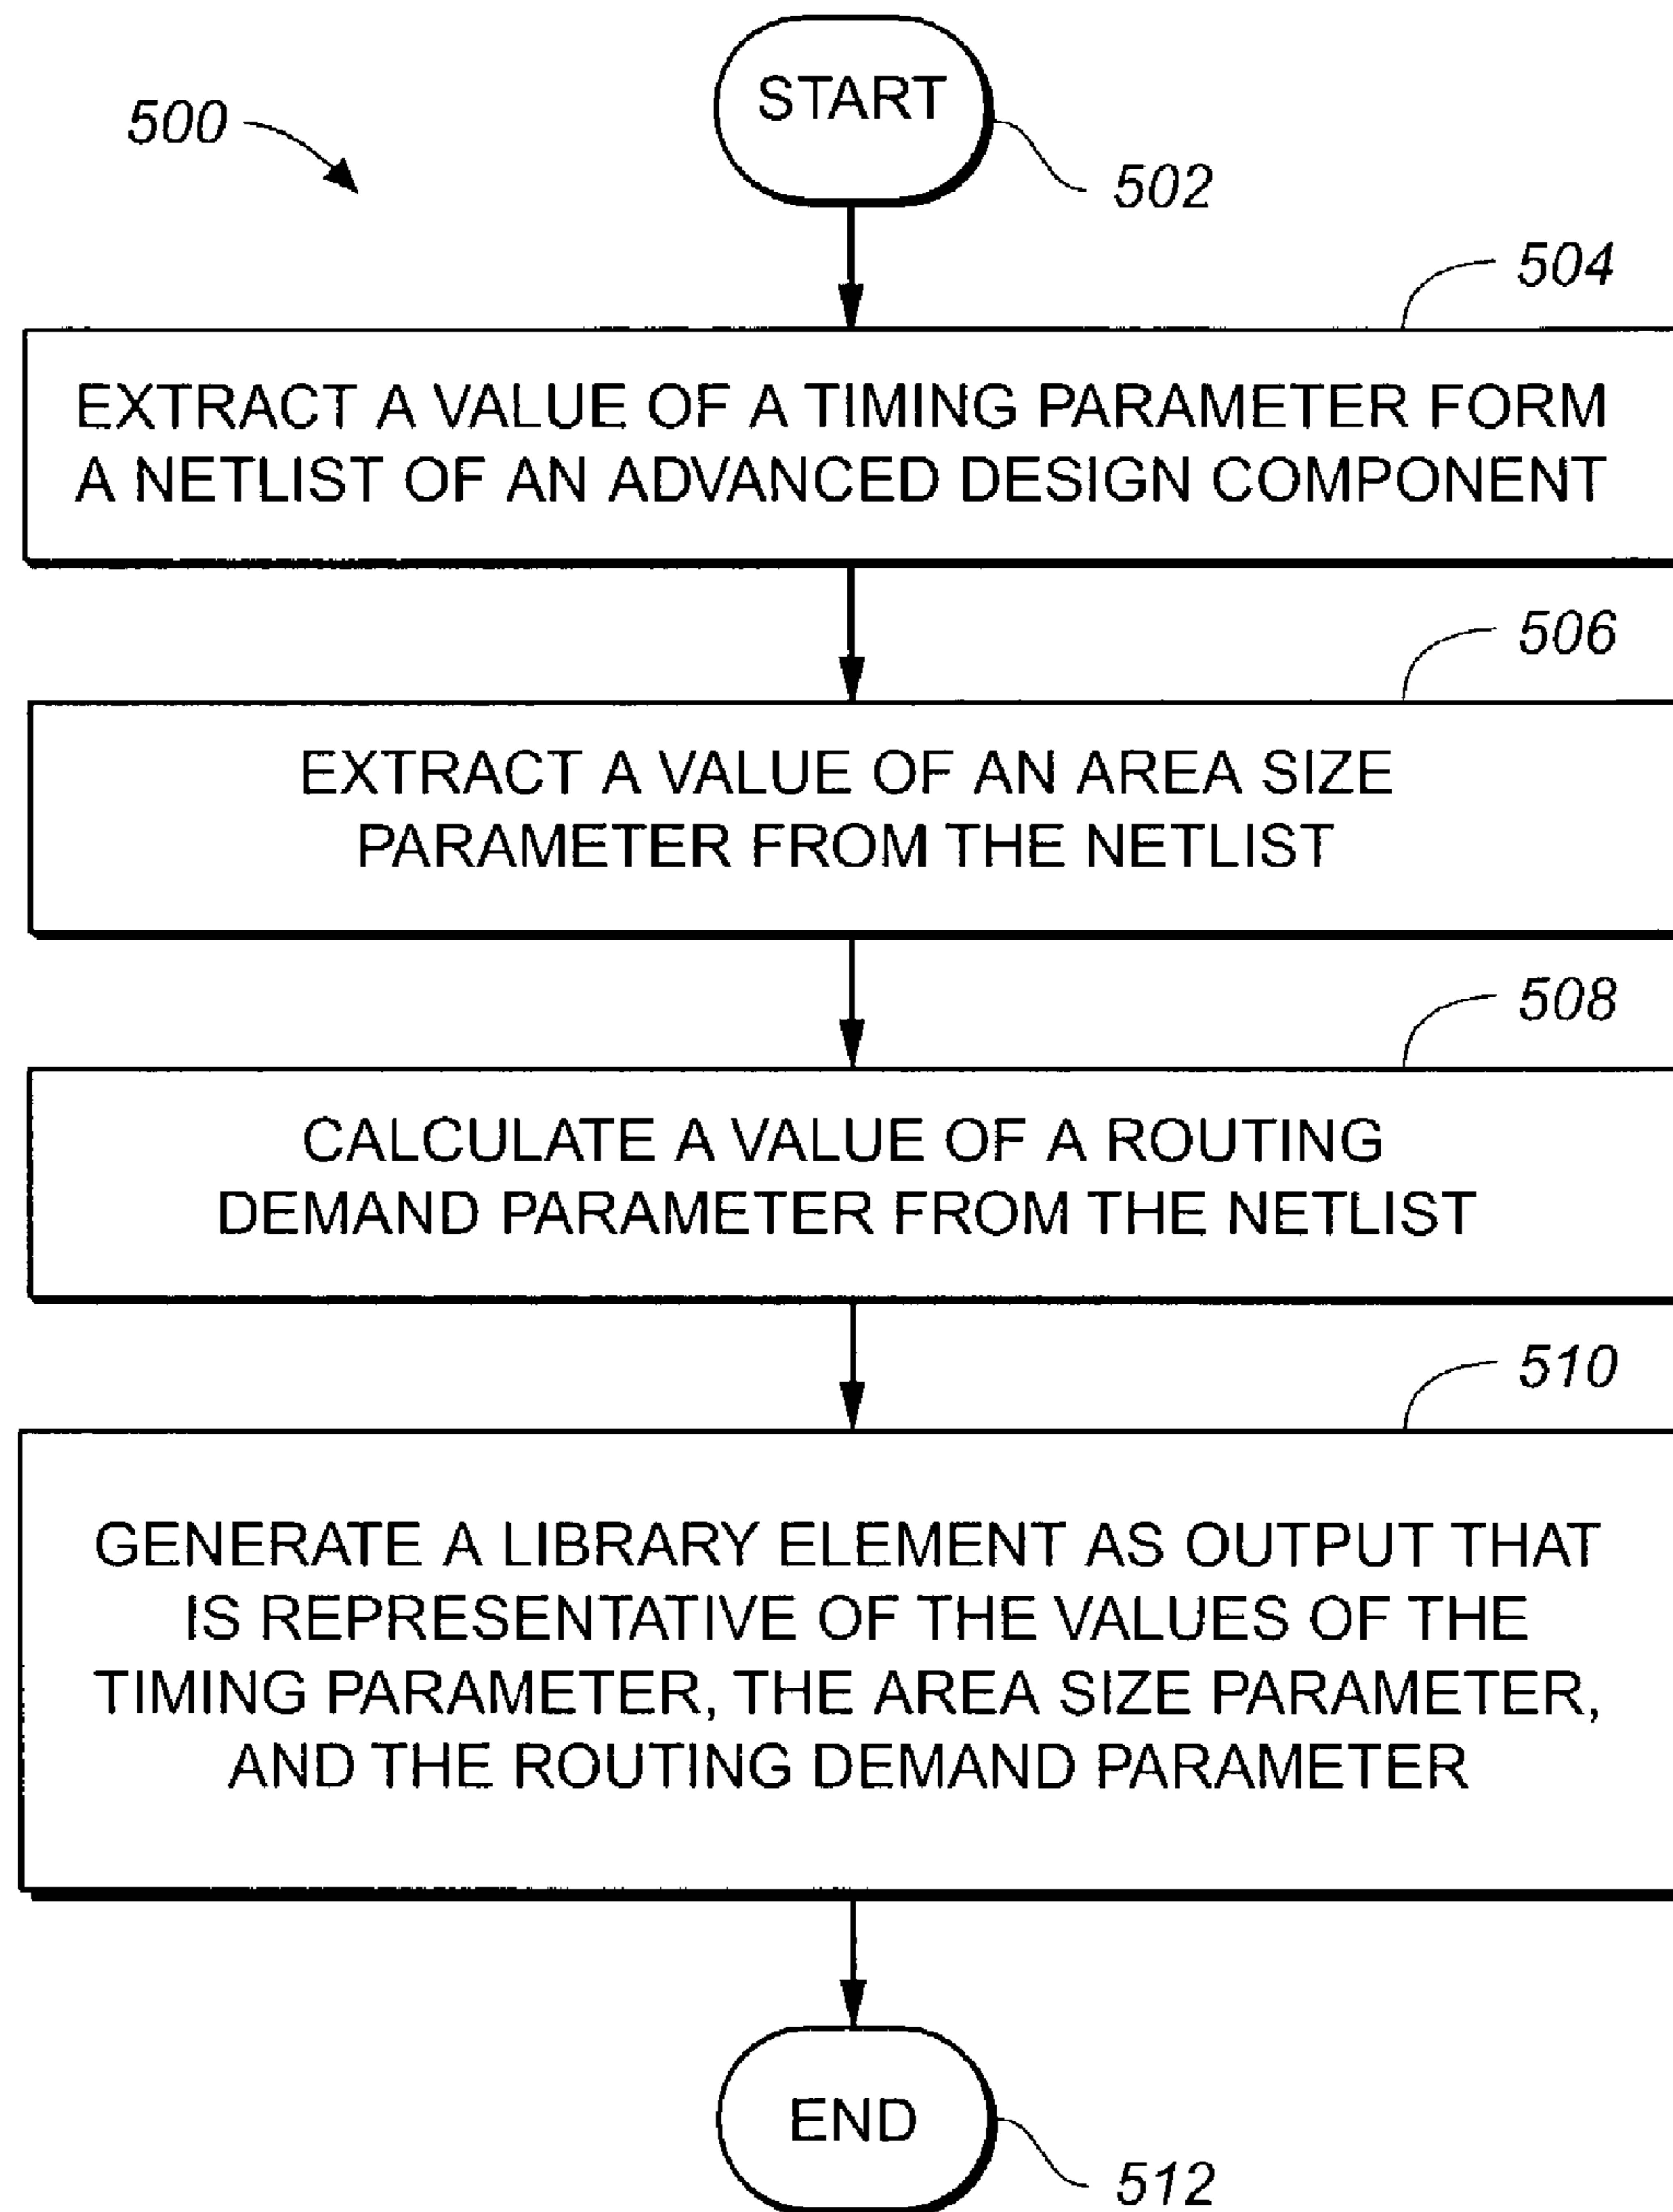 START
500
502
504
EXTRACT A VALUE OF A TIMING PARAMETER FORM
A NETLIST OF AN ADVANCED DESIGN COMPONENT
506
EXTRACT A VALUE OF AN AREA SIZE
PARAMETER FROM THE NETLIST
508
CALCULATE A VALUE OF A ROUTING
DEMAND PARAMETER FROM THE NETLIST
510
GENERATE A LIBRARY ELEMENT AS OUTPUT THAT
IS REPRESENTATIVE OF THE VALUES OF THE
TIMING PARAMETER, THE AREA SIZE PARAMETER,
AND THE ROUTING DEMAND PARAMETER
END
512